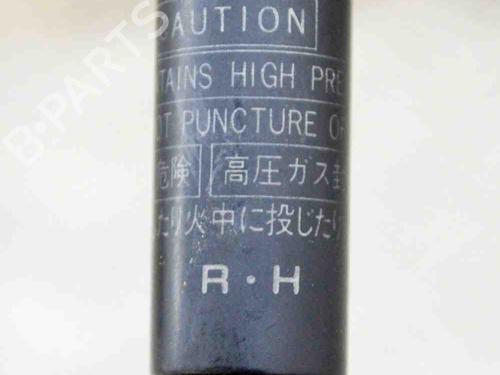 AUTION
TAINS HIGH PRE
OT PUNCTURE O
危険 高圧ガス
たり火中に投じたり
R・H
B-PARTS